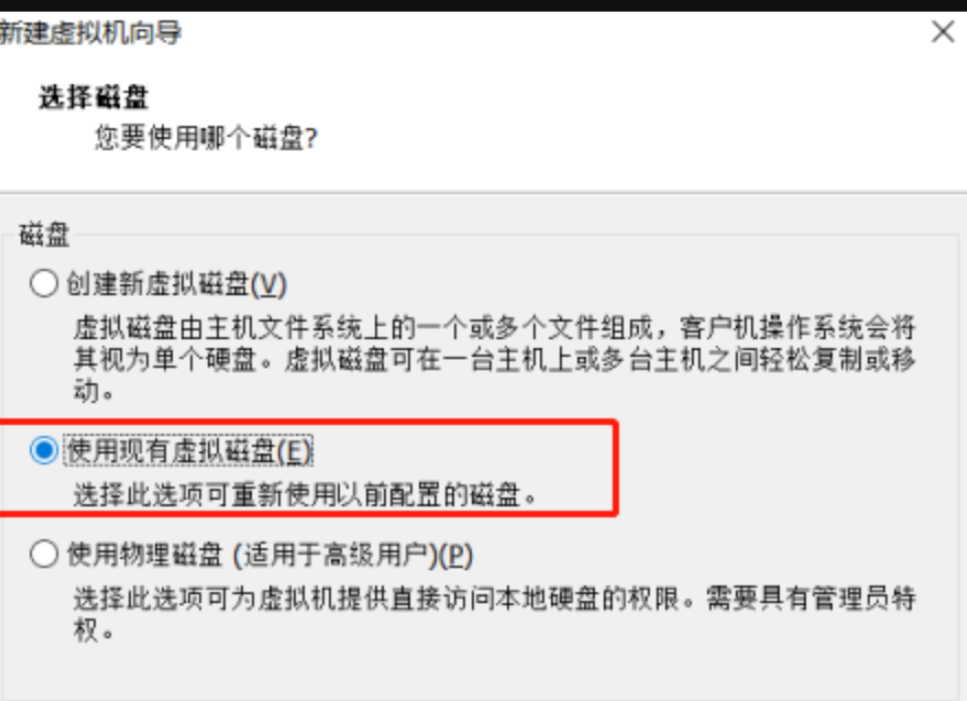 新建虚拟机向导
选择磁盘
您要使用哪个磁盘?
磁盘
创建新虚拟磁盘(V)
虚拟磁盘由主机文件系统上的一个或多个文件组成，客户机操作系统会将
其视为单个硬盘。虚拟磁盘可在一台主机上或多台主机之间轻松复制或移
动。
使用现有虚拟磁盘(E)
选择此选项可重新使用以前配置的磁盘。
使用物理磁盘 (适用于高级用户)(P)
选择此选项可为虚拟机提供直接访问本地硬盘的权限。需要具有管理员特
权。